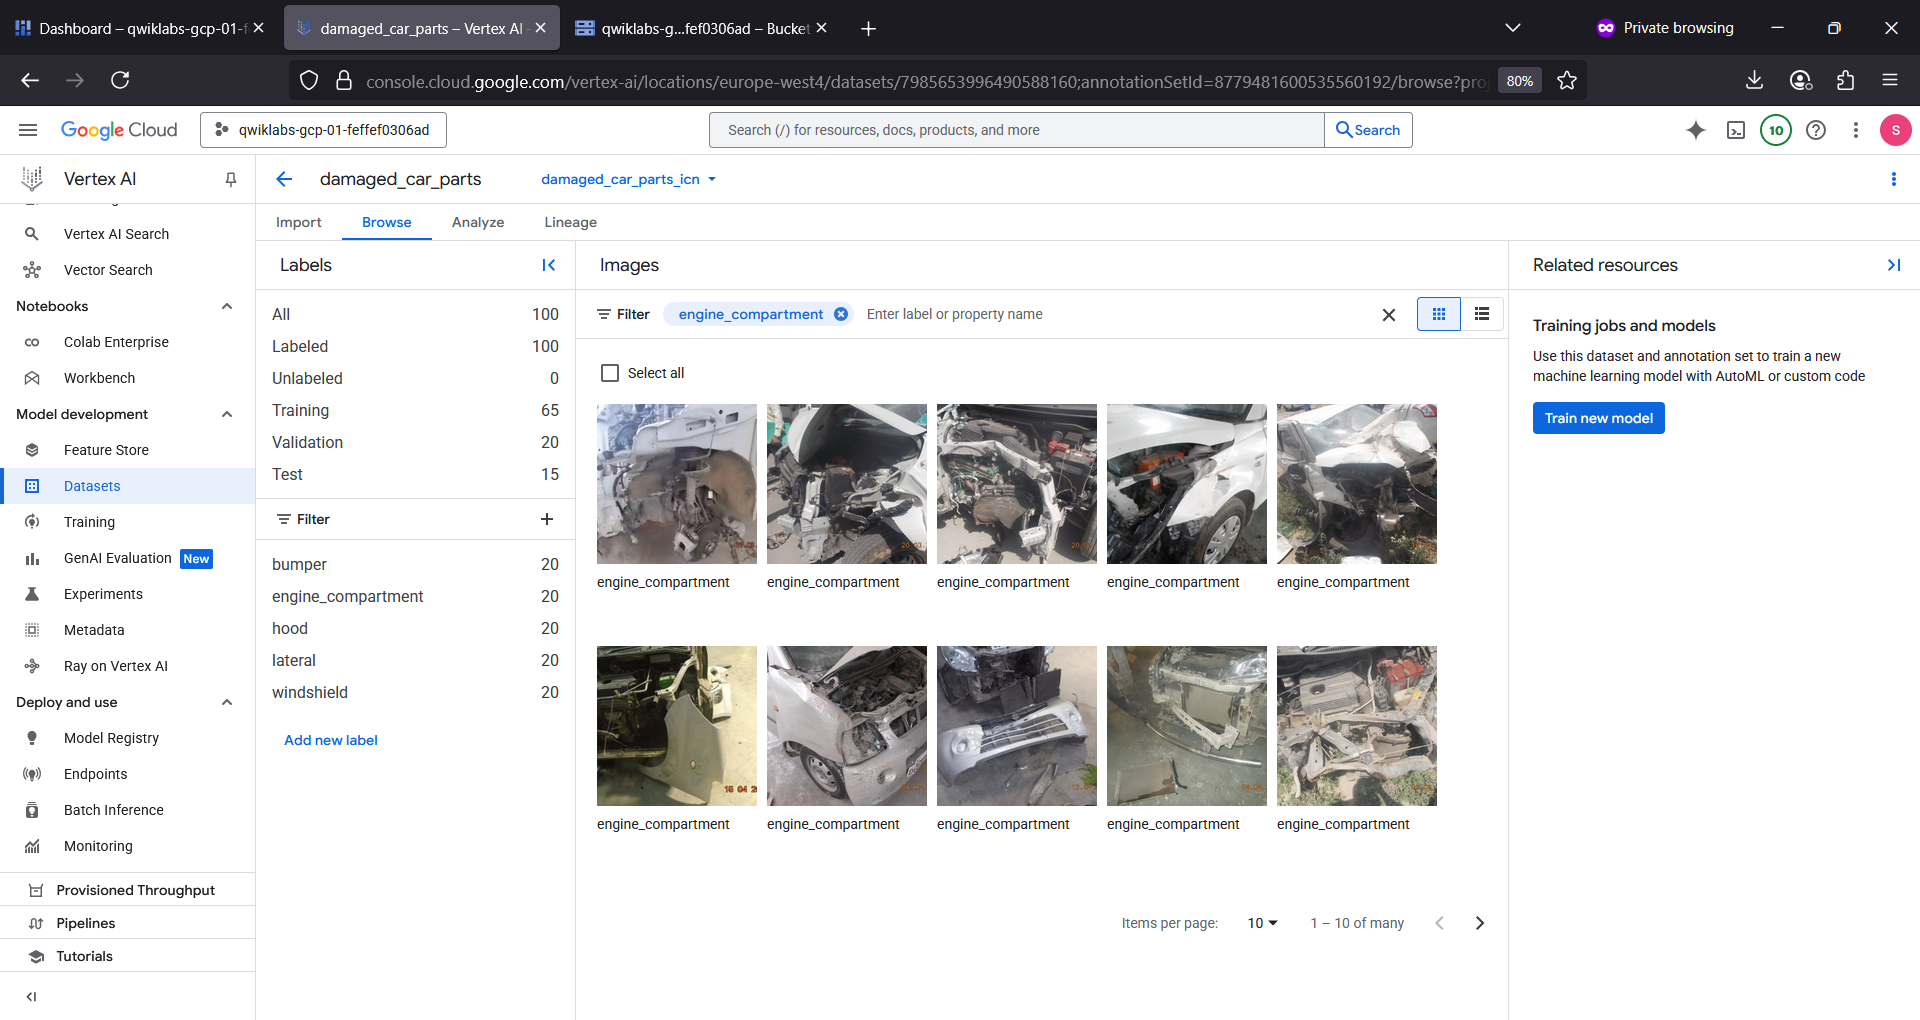 Dashboard – qwiklabs-gcp-01-f
damaged_car_parts – Vertex AI -
qwiklabs-g...fef0306ad – Bucket
Private browsing
console.cloud.google.com/vertex-ai/locations/europe-west4/datasets/7985653996490588160;annotationSetId=8779481600535560192/browse?proj
80%
Google Cloud
qwiklabs-gcp-01-feffef0306ad
Search (/) for resources, docs, products, and more
Search
10
S
Vertex AI
damaged_car_parts
damaged_car_parts_icn
Vertex AI Search
Vector Search
Notebooks
Colab Enterprise
Workbench
Model development
Feature Store
Datasets
Training
GenAI Evaluation New
Experiments
Metadata
Ray on Vertex AI
Deploy and use
Model Registry
Endpoints
Batch Inference
Monitoring
Provisioned Throughput
Pipelines
Tutorials
Import
Browse
Analyze
Lineage
Labels
All 100
Labeled 100
Unlabeled 0
Training 65
Validation 20
Test 15
Filter
bumper 20
engine_compartment 20
hood 20
lateral 20
windshield 20
Add new label
Images
Filter engine_compartment Enter label or property name
Select all
engine_compartment engine_compartment engine_compartment engine_compartment engine_compartment
engine_compartment engine_compartment engine_compartment engine_compartment engine_compartment
Items per page: 10 1 – 10 of many
Related resources
Training jobs and models
Use this dataset and annotation set to train a new
machine learning model with AutoML or custom code
Train new model